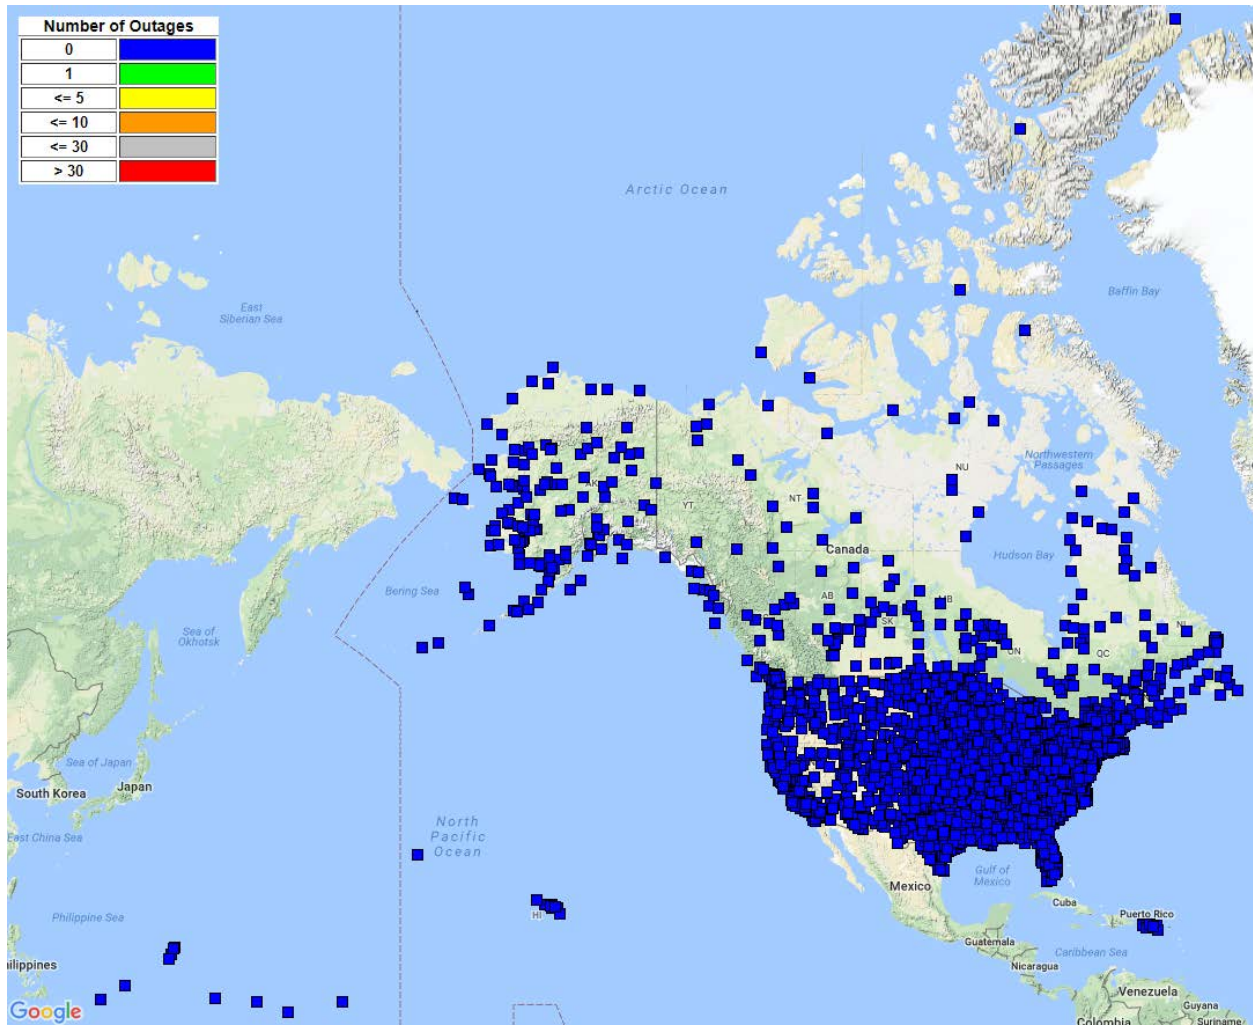 Number of Outages
0
1
<= 5
<= 10
<= 30
> 30
Arctic Ocean
East
Siberian Sea
Baffin Bay
Northwestern
Passages
NU
AK
YT
NT
Canada
Hudson Bay
Bering Sea
AB
MB
SK
Sea of
Okhotsk
NL
ON
QC
Sea of Japan
South Korea
Japan
East China Sea
North
Pacific
Ocean
Gulf of
Mexico
Mexico
Cuba
Puerto Rico
HI
Philippine Sea
Guatemala
Caribbean Sea
Nicaragua
ilippines
Venezuela
Guyana
Google
Colombia
Suriname